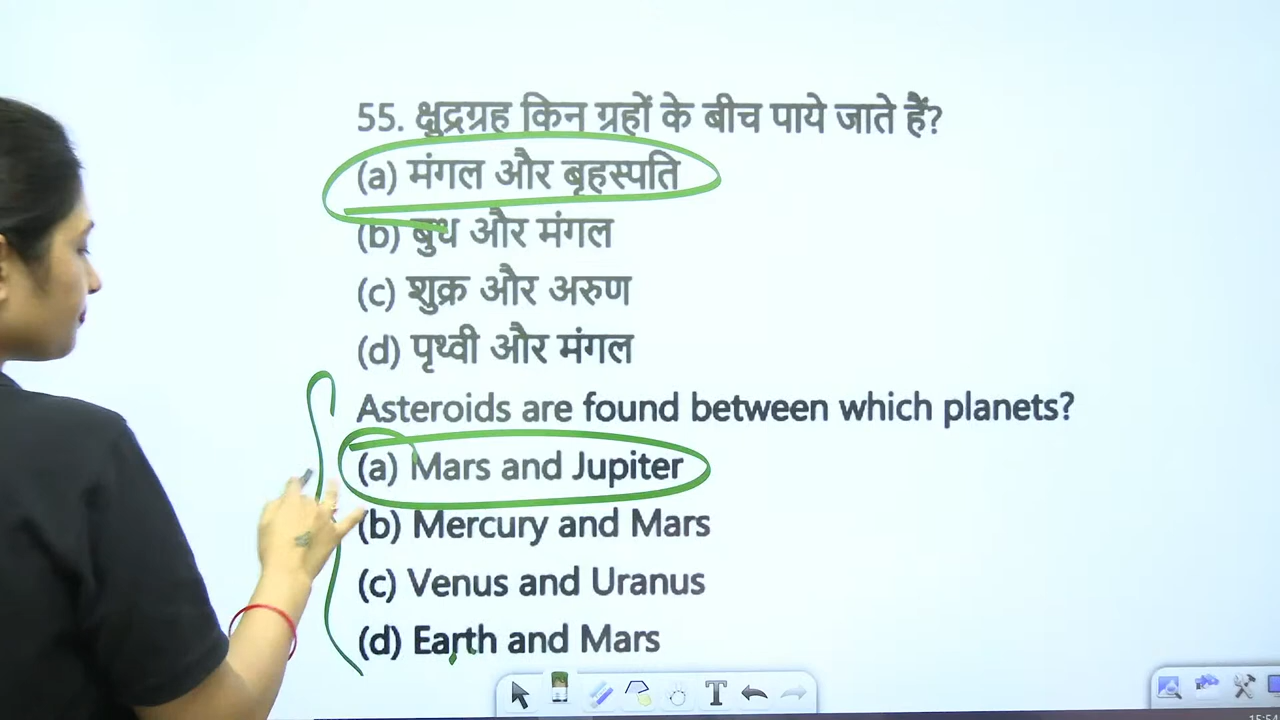 55. क्षुद्रग्रह किन ग्रहों के बीच पाये जाते हैं?
(a) मंगल और बृहस्पति
(b) बुध और मंगल
(c) शुक्र और अरुण
(d) पृथ्वी और मंगल
Asteroids are found between which planets?
(a) Mars and Jupiter
(b) Mercury and Mars
(c) Venus and Uranus
(d) Earth and Mars
T